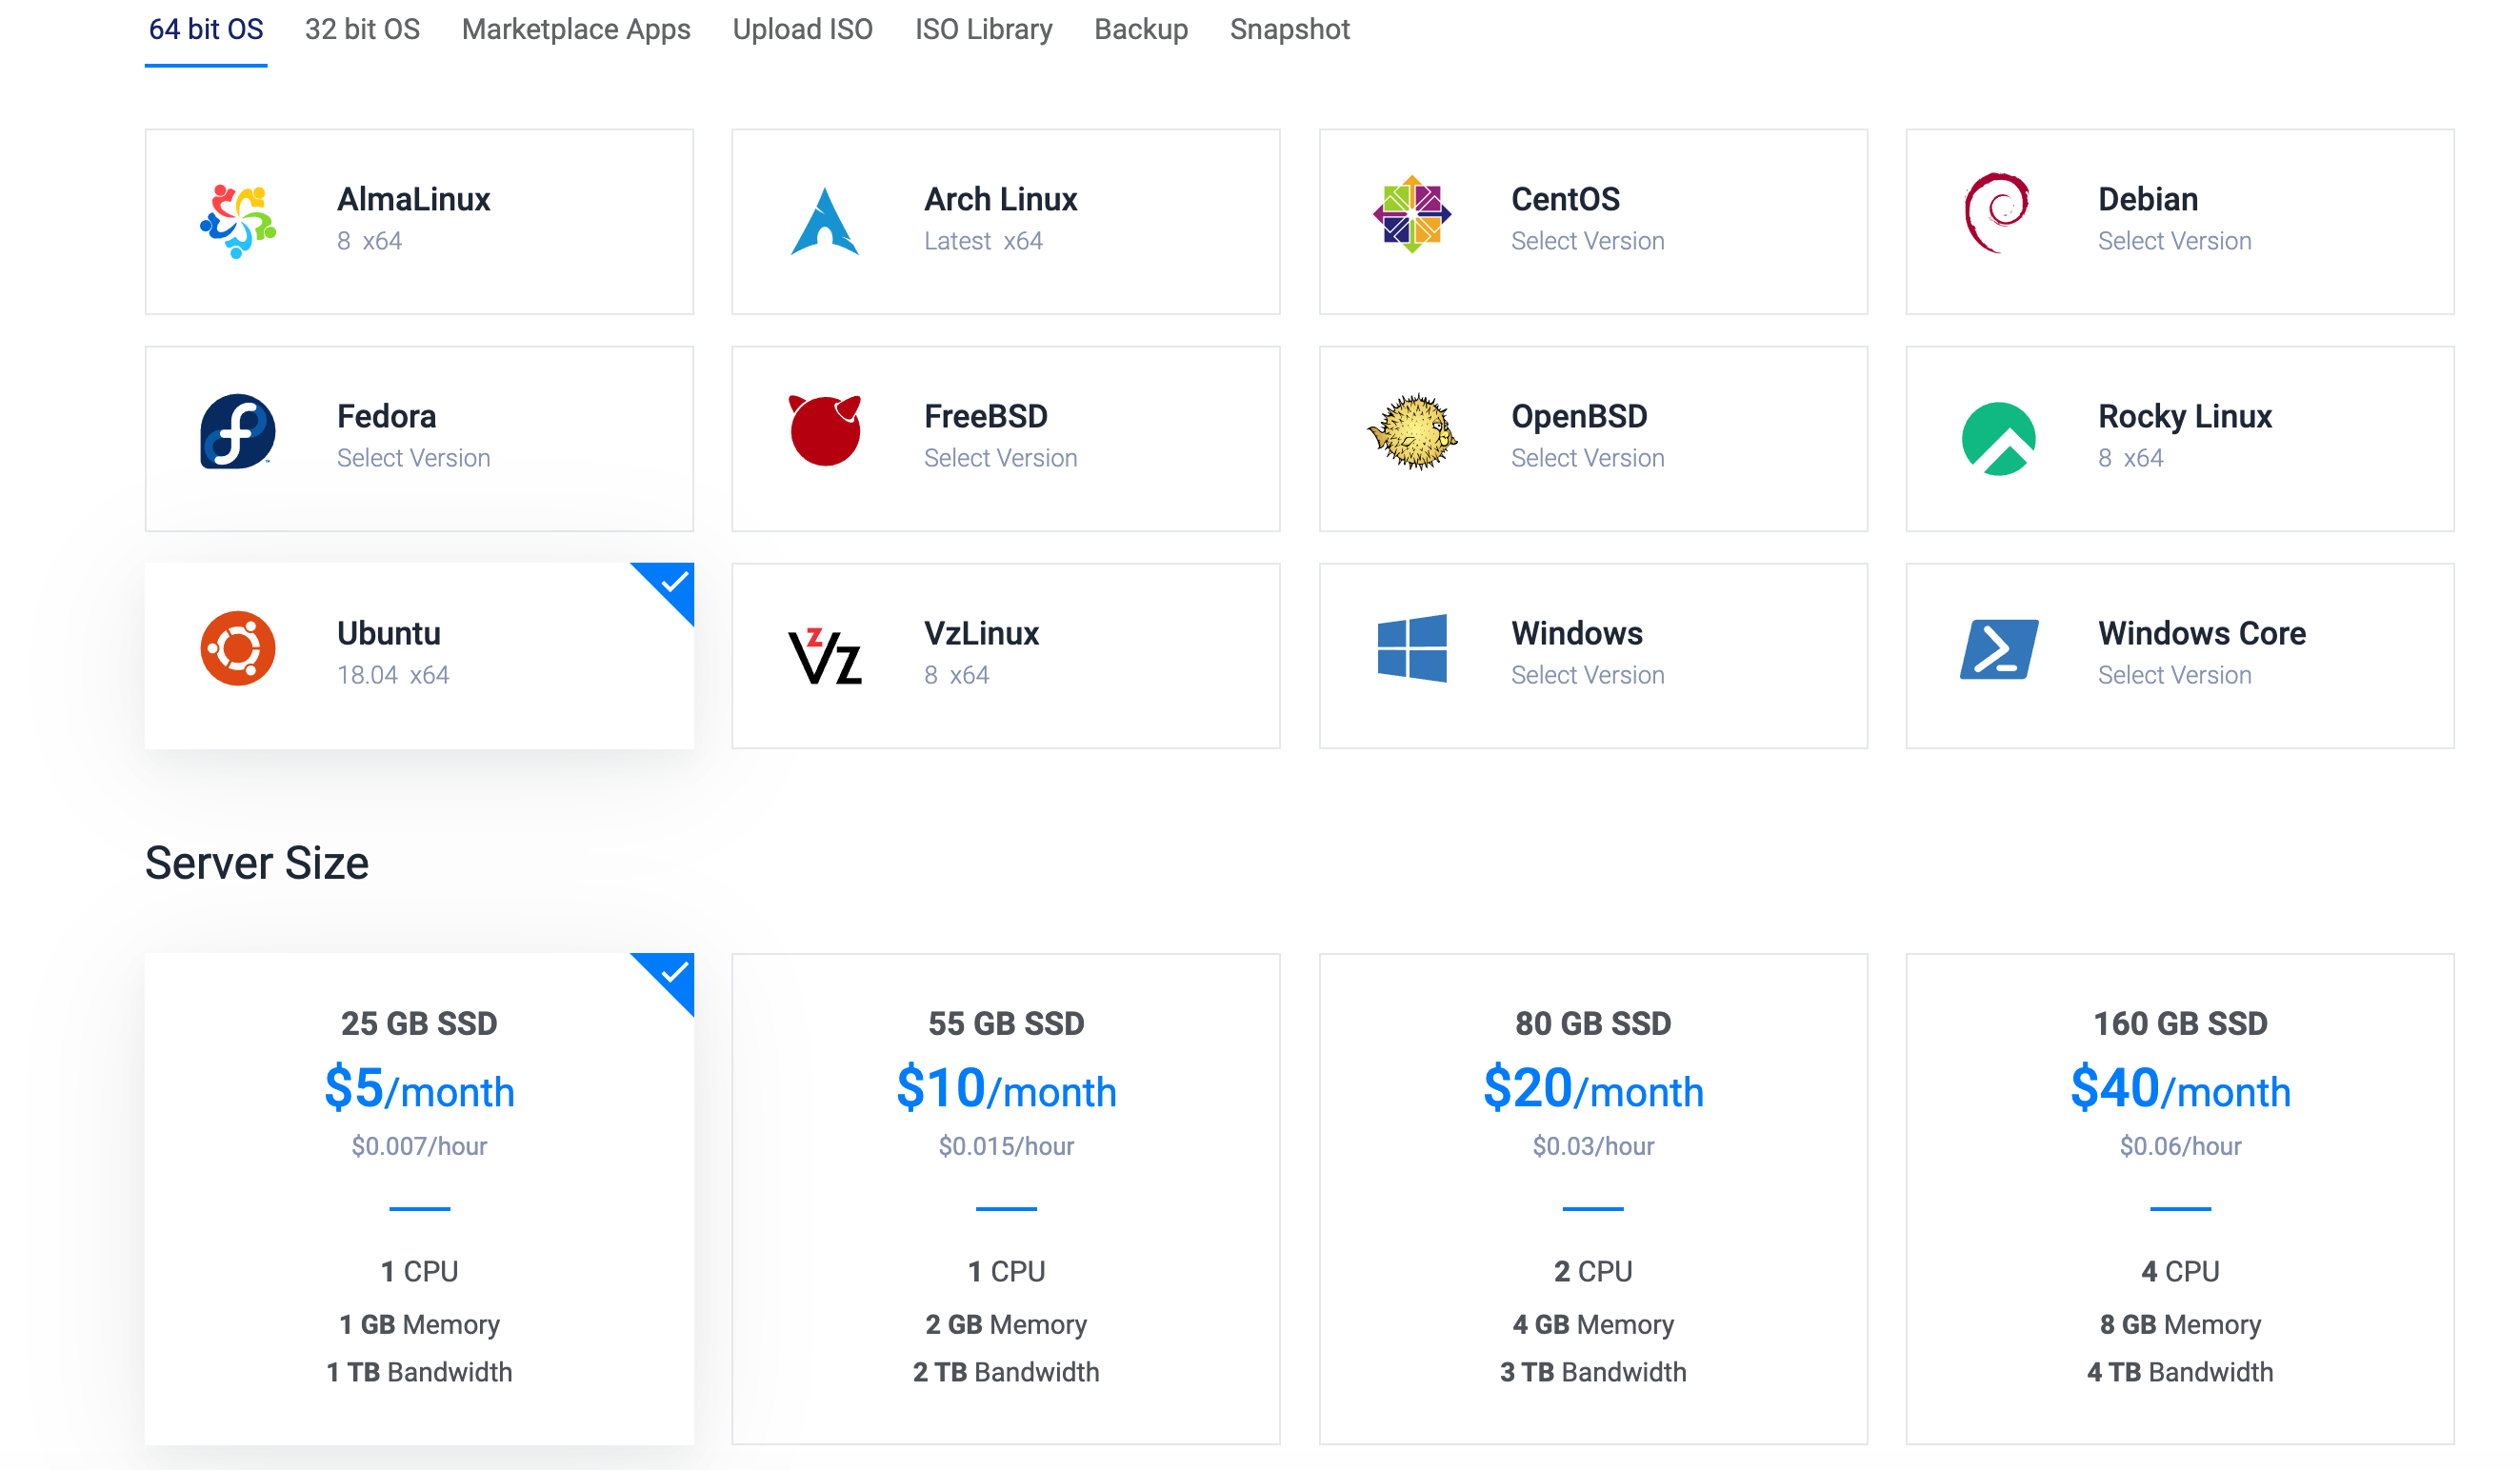 64 bit OS 32 bit OS Marketplace Apps Upload ISO ISO Library Backup Snapshot
AlmaLinux
8 x64
Arch Linux
Latest x64
CentOS
Select Version
Debian
Select Version
Fedora
Select Version
FreeBSD
Select Version
OpenBSD
Select Version
Rocky Linux
8 x64
Ubuntu
18.04 x64
VzLinux
8 x64
Windows
Select Version
Windows Core
Select Version
Server Size
25 GB SSD
$5/month
$0.007/hour
1 CPU
1 GB Memory
1 TB Bandwidth
55 GB SSD
$10/month
$0.015/hour
1 CPU
2 GB Memory
2 TB Bandwidth
80 GB SSD
$20/month
$0.03/hour
2 CPU
4 GB Memory
3 TB Bandwidth
160 GB SSD
$40/month
$0.06/hour
4 CPU
8 GB Memory
4 TB Bandwidth